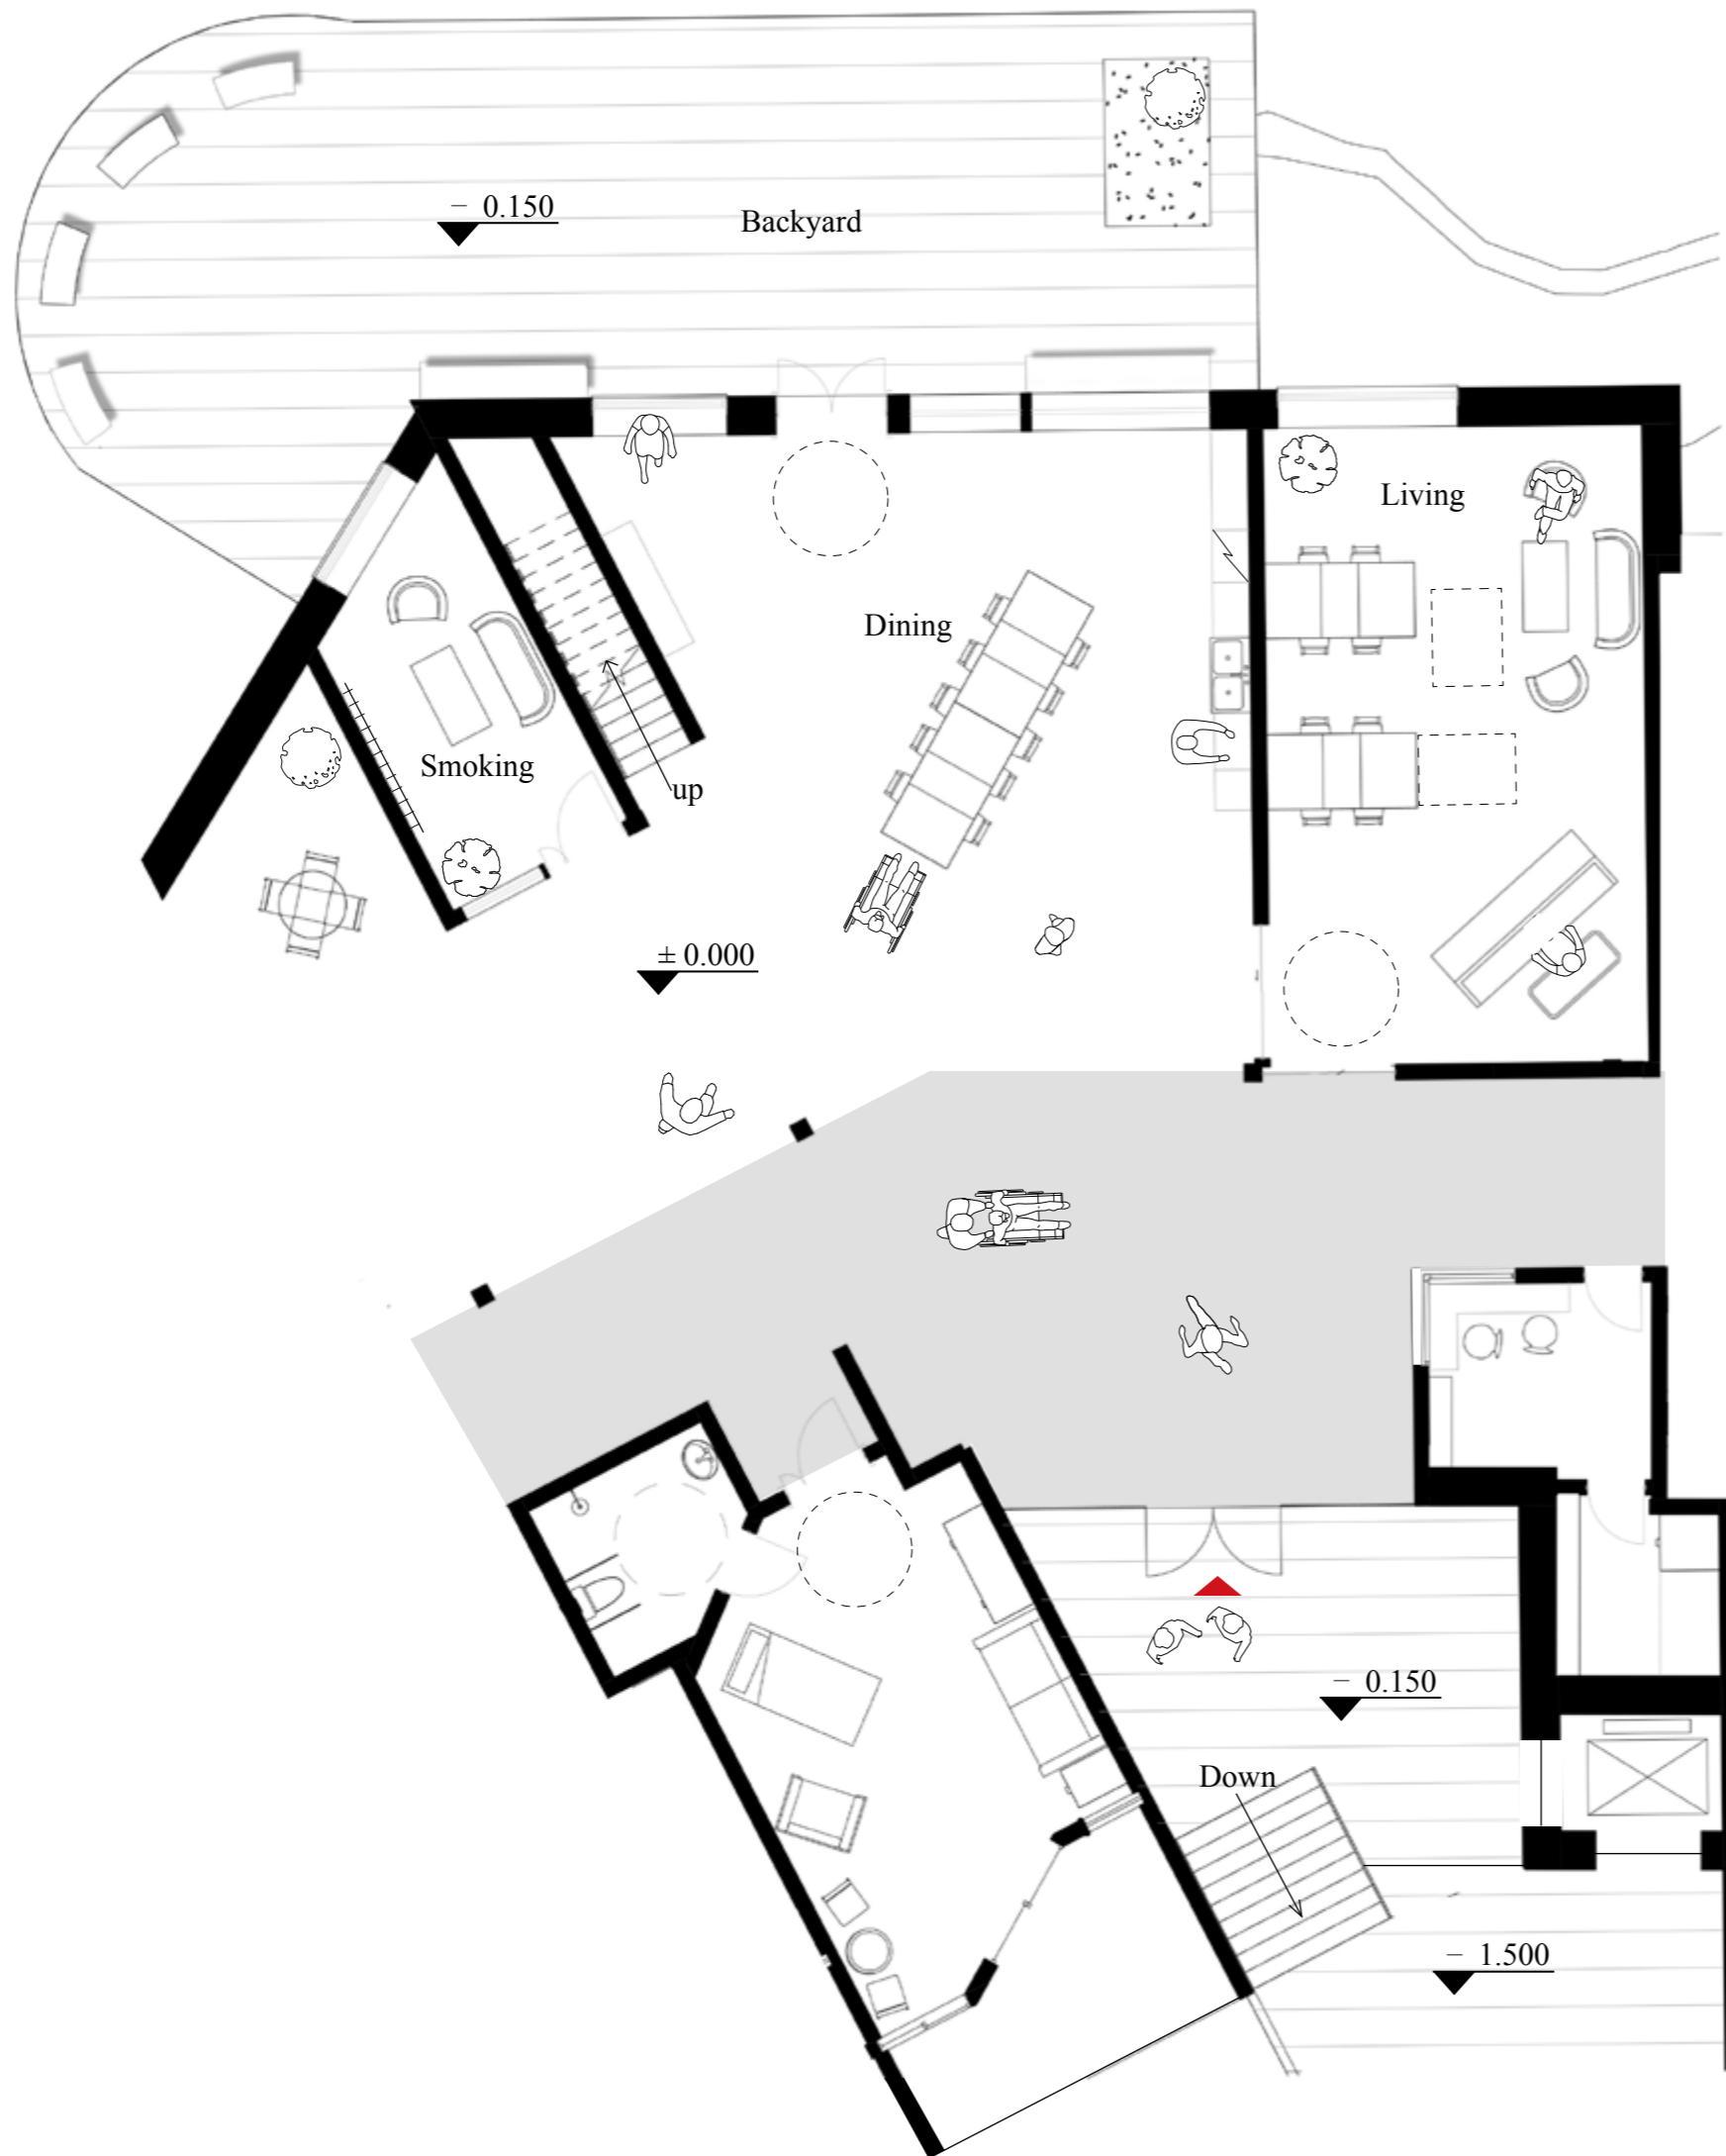 − 0.150
Backyard
Living
Dining
Smoking
up
± 0.000
− 0.150
Down
− 1.500